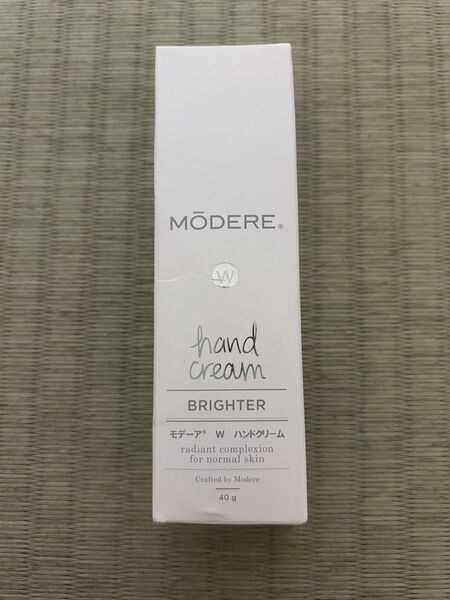 MŌDERE®
W
hand
cream
BRIGHTER
モデーア® W ハンドクリーム
radiant complexion
for normal skin
Crafted by Modere
40 g